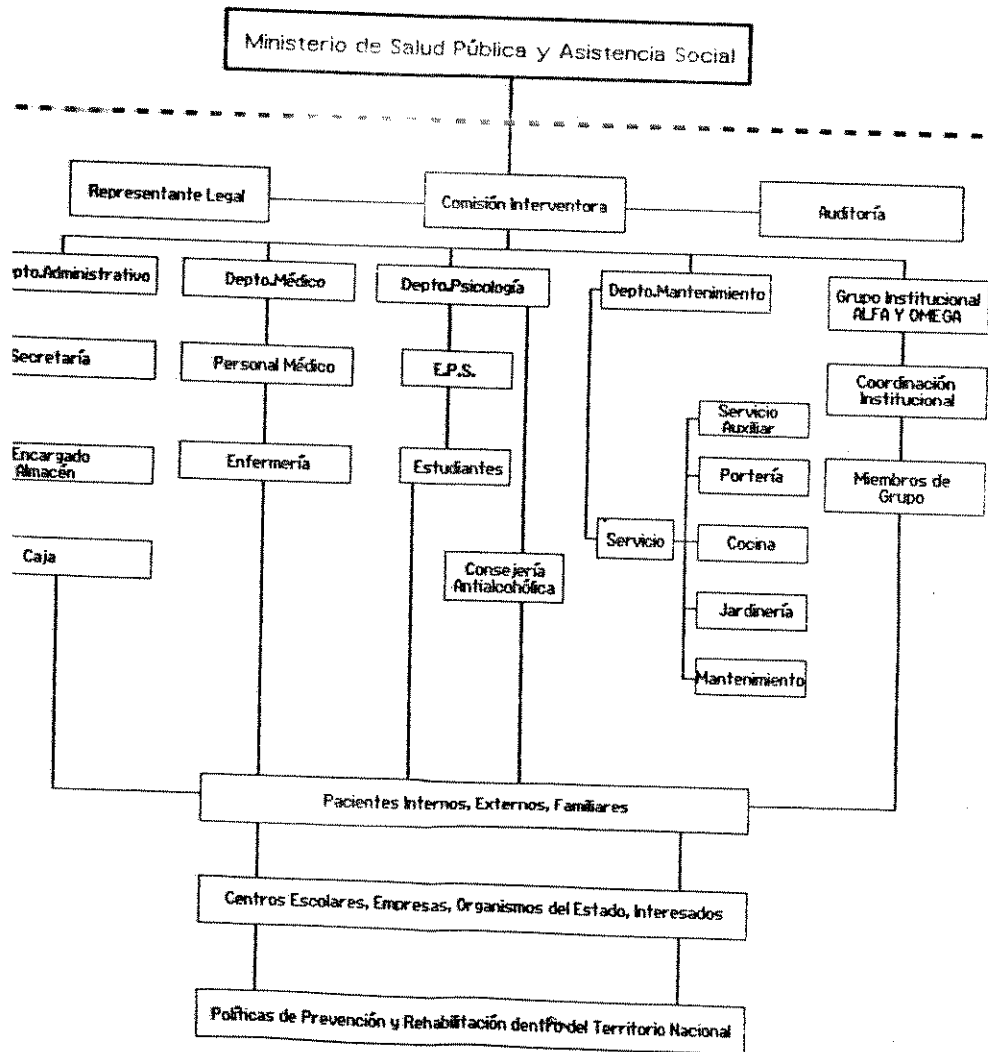 Ministerio de Salud Pública y Asistencia Social
Representante Legal
Comisión Interventora
Auditoría
pto.Administrativo
Depto.Médico
Depto.Psicología
Depto.Mantenimiento
Grupo Institucional
ALFA Y OMEGA
Secretaría
Personal Médico
E.P.S.
Coordinación
Institucional
Servicio
Auxiliar
Encargado
Almacén
Enfermería
Estudiantes
Portería
Miembros de
Grupo
Caja
Consejería
Antialcohólica
Servicio
Cocina
Jardinería
Mantenimiento
Pacientes Internos, Externos, Familiares
Centros Escolares, Empresas, Organismos del Estado, Interesados
Políticas de Prevención y Rehabilitación dentro del Territorio Nacional